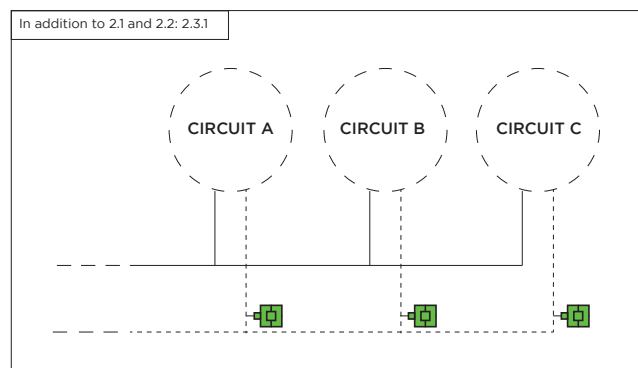 In addition to 2.1 and 2.2: 2.3.1
CIRCUIT A
CIRCUIT B
CIRCUIT C